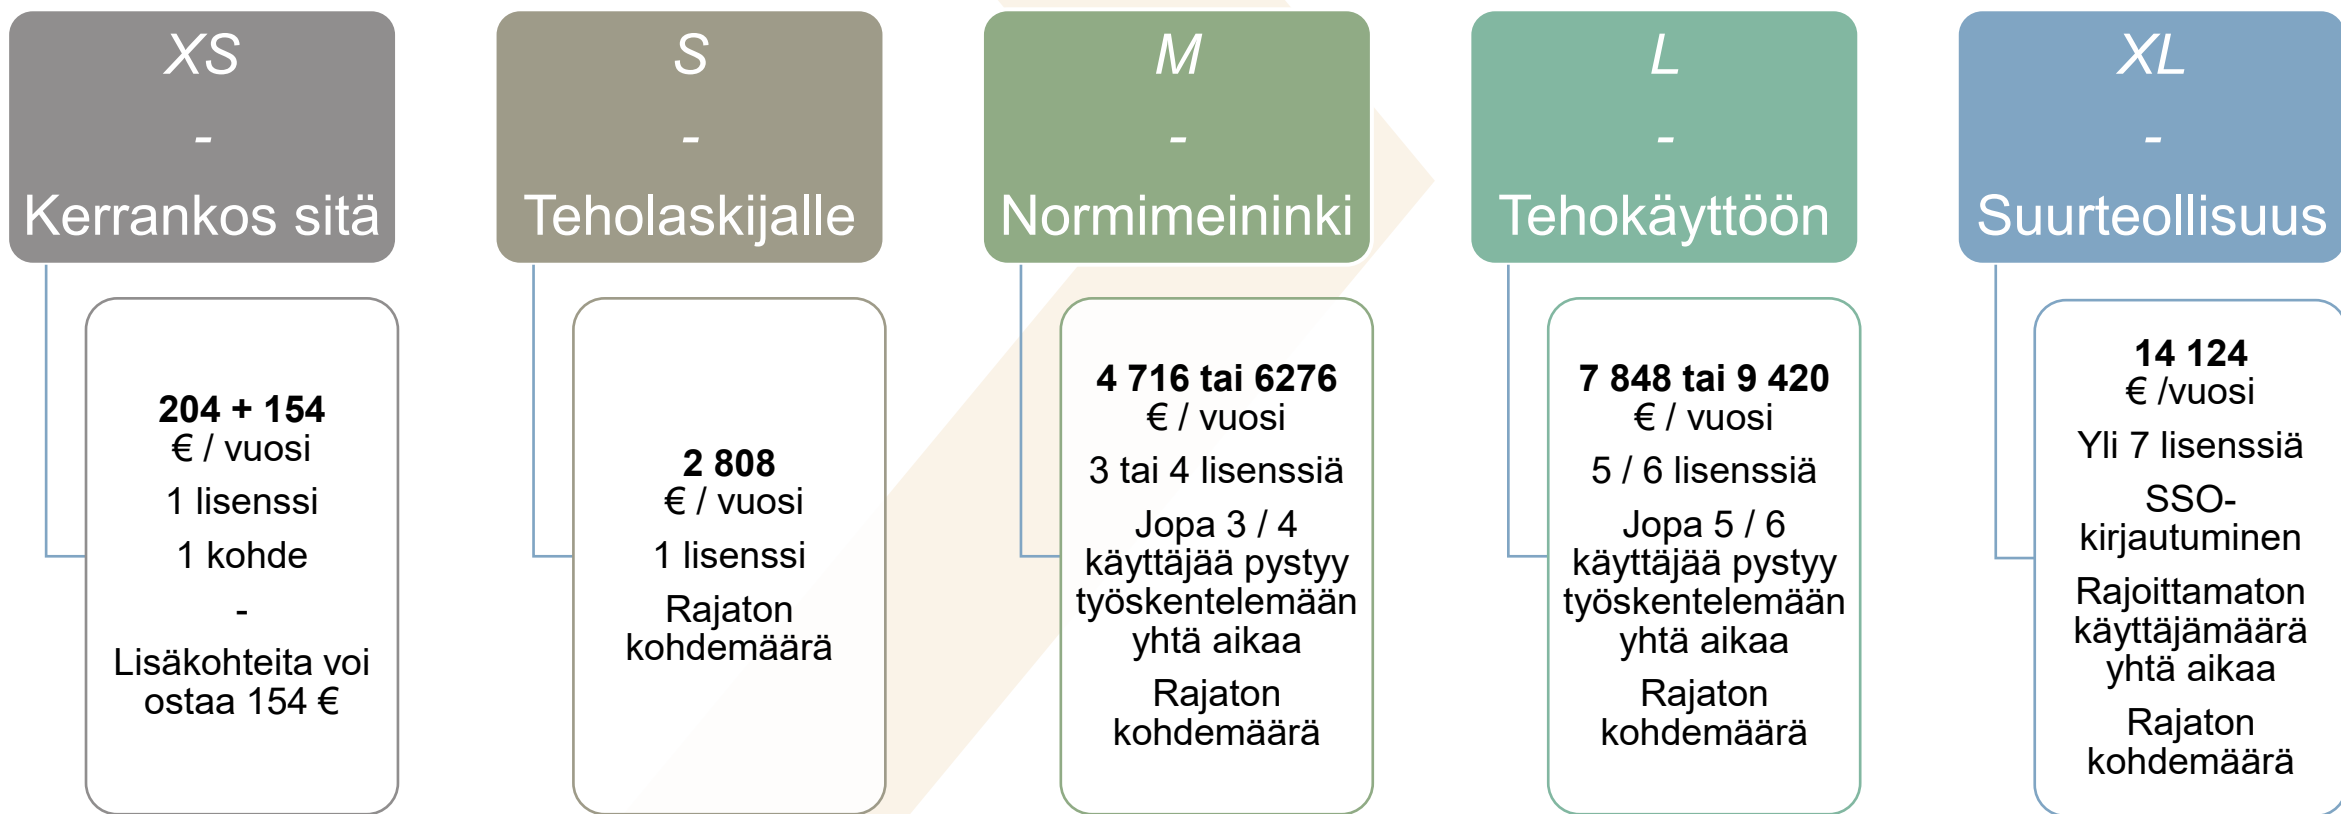 XS
-
Kerrankos sitä
204 + 154
€ / vuosi
1 lisenssi
1 kohde
-
Lisäkohteita voi
ostaa 154 €
S
-
Teholaskijalle
2 808
€ / vuosi
1 lisenssi
Rajaton
kohdemäärä
M
-
Normimeininki
4 716 tai 6276
€ / vuosi
3 tai 4 lisenssiä
Jopa 3 / 4
käyttäjää pystyy
työskentelemään
yhtä aikaa
Rajaton
kohdemäärä
L
-
Tehokäyttöön
7 848 tai 9 420
€ / vuosi
5 / 6 lisenssiä
Jopa 5 / 6
käyttäjää pystyy
työskentelemään
yhtä aikaa
Rajaton
kohdemäärä
XL
-
Suurteollisuus
14 124
€ /vuosi
Yli 7 lisenssiä
SSO-
kirjautuminen
Rajoittamaton
käyttäjämäärä
yhtä aikaa
Rajaton
kohdemäärä